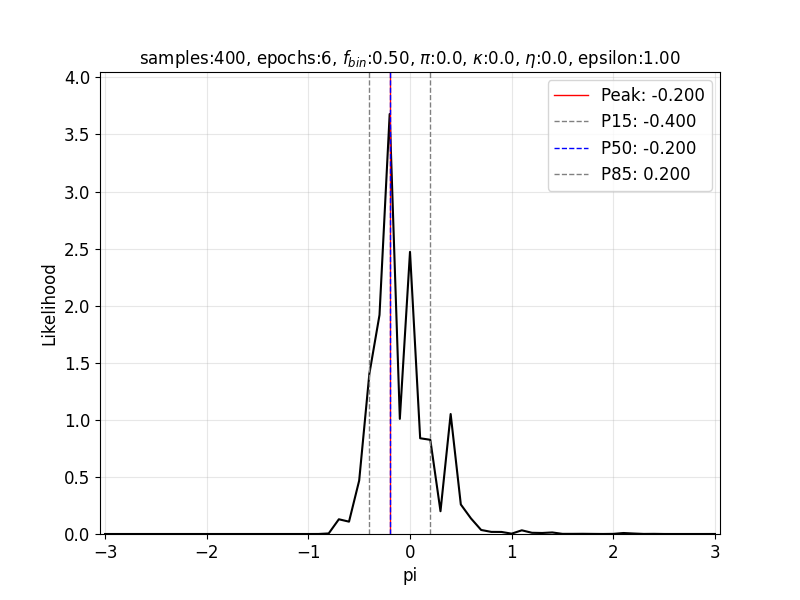 samples:400, epochs:6, f_bin:0.50, π:0.0, κ:0.0, η:0.0, epsilon:1.00
Peak: -0.200
P15: -0.400
P50: -0.200
P85: 0.200
4.0
3.5
3.0
2.5
2.0
1.5
1.0
0.5
0.0
Likelihood
−3 −2 −1 0 1 2 3
pi